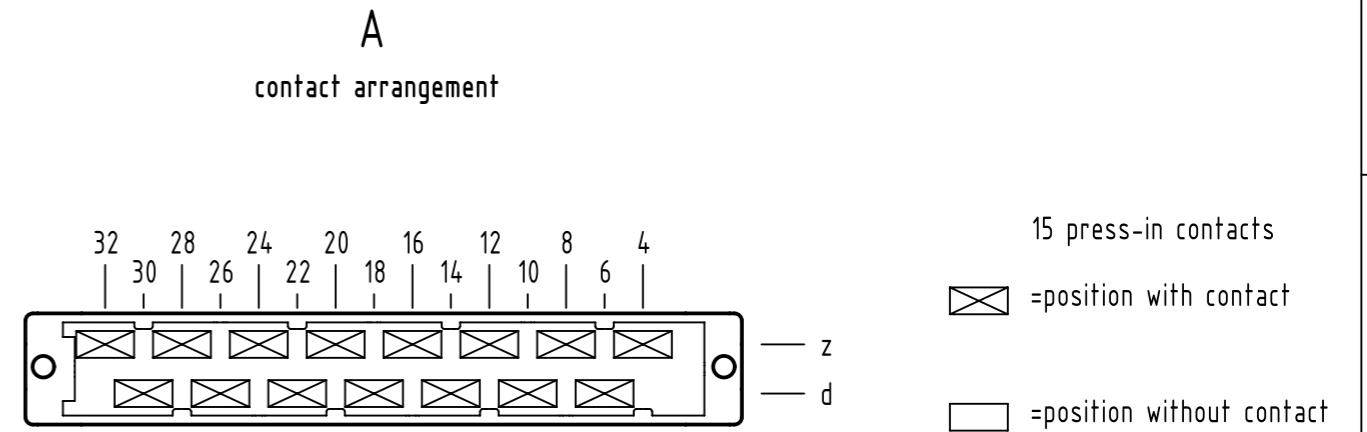 A
contact arrangement
32 28 24 20 16 12 8 4
30 26 22 18 14 10 6
z
d
15 press-in contacts
=position with contact
=position without contact